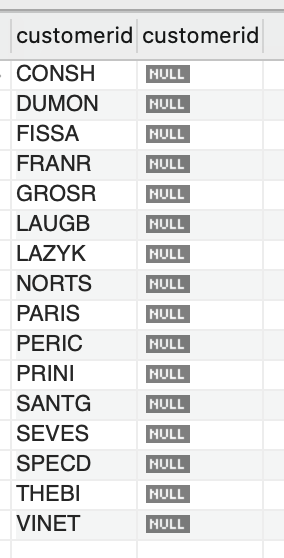 customerid customerid
CONSH NULL
DUMON NULL
FISSA NULL
FRANR NULL
GROSR NULL
LAUGB NULL
LAZYK NULL
NORTS NULL
PARIS NULL
PERIC NULL
PRINI NULL
SANTG NULL
SEVES NULL
SPECD NULL
THEBI NULL
VINET NULL